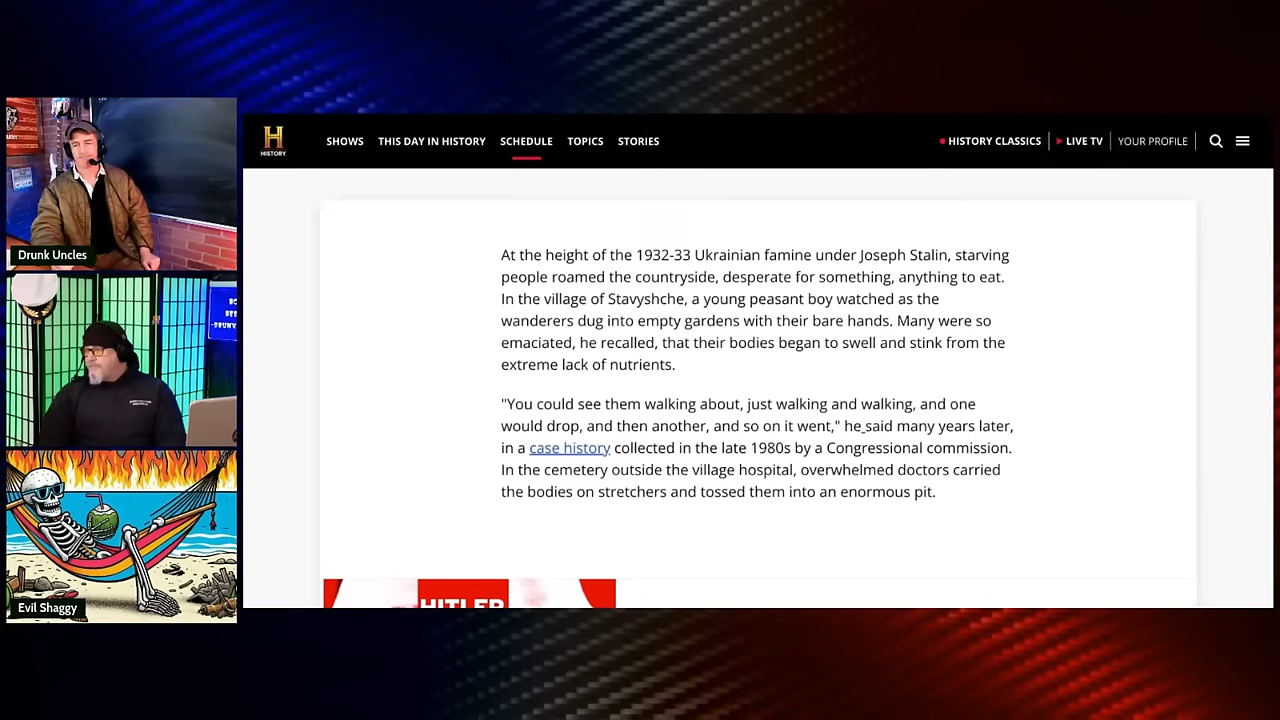 H
HISTORY
SHOWS
THIS DAY IN HISTORY
SCHEDULE
TOPICS
STORIES
HISTORY CLASSICS
LIVE TV
YOUR PROFILE
At the height of the 1932-33 Ukrainian famine under Joseph Stalin, starving
people roamed the countryside, desperate for something, anything to eat.
In the village of Stavyshche, a young peasant boy watched as the
wanderers dug into empty gardens with their bare hands. Many were so
emaciated, he recalled, that their bodies began to swell and stink from the
extreme lack of nutrients.
"You could see them walking about, just walking and walking, and one
would drop, and then another, and so on it went," he said many years later,
in a case history collected in the late 1980s by a Congressional commission.
In the cemetery outside the village hospital, overwhelmed doctors carried
the bodies on stretchers and tossed them into an enormous pit.
HITLER
Drunk Uncles
Evil Shaggy